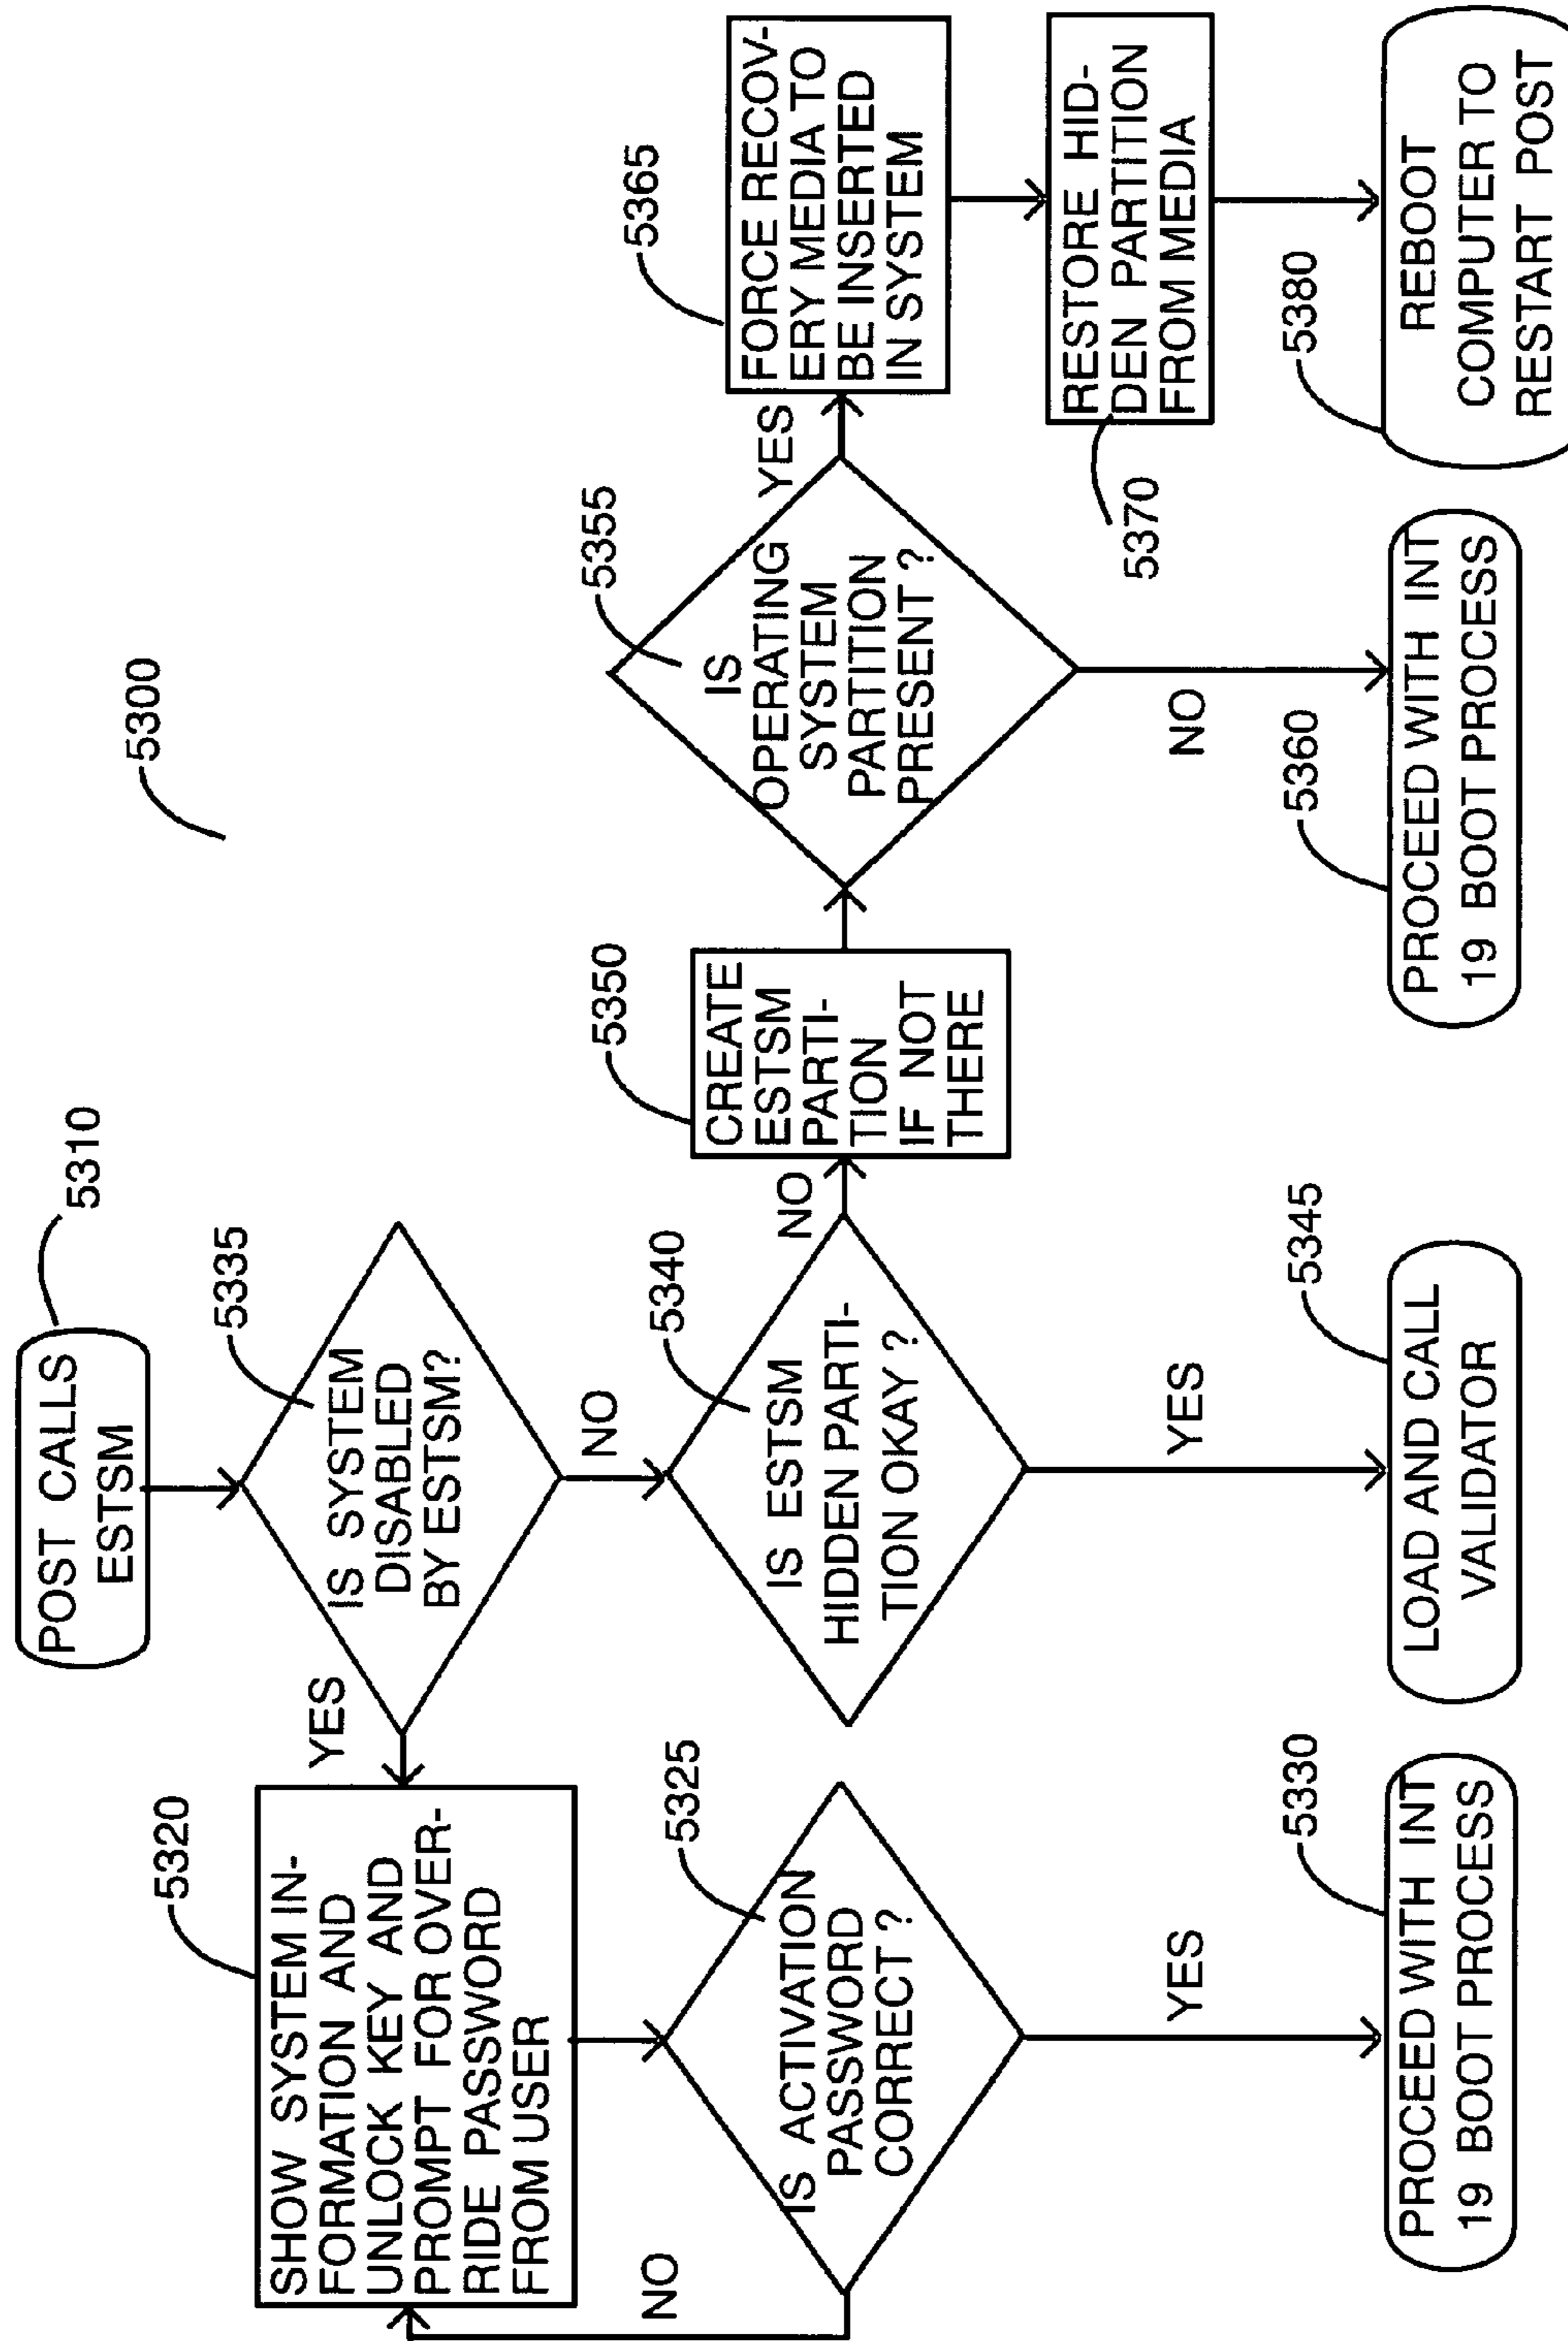 5300
POST CALLS
ESTSM
5310
IS SYSTEM
DISABLED
BY ESTSM?
5335
YES
NO
SHOW SYSTEM IN-
FORMATION AND
UNLOCK KEY AND
PROMPT FOR OVER-
RIDE PASSWORD
FROM USER
5320
IS ACTIVATION
PASSWORD
CORRECT ?
5325
NO
YES
PROCEED WITH INT
19 BOOT PROCESS
5330
IS ESTSM
HIDDEN PARTI-
TION OKAY ?
5340
NO
YES
LOAD AND CALL
VALIDATOR
5345
CREATE
ESTSM
PARTI-
TION
IF NOT
THERE
5350
IS
OPERATING
SYSTEM
PARTITION
PRESENT ?
5355
YES
NO
PROCEED WITH INT
19 BOOT PROCESS
5360
FORCE RECOV-
ERY MEDIA TO
BE INSERTED
IN SYSTEM
5365
RESTORE HID-
DEN PARTITION
FROM MEDIA
5370
REBOOT
COMPUTER TO
RESTART POST
5380